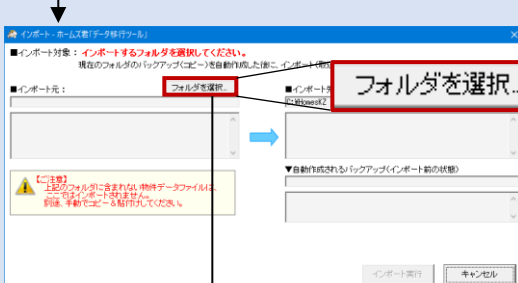 インポート - ホームズ君「データ移行ツール」
■インポート対象： インポートするフォルダを選択してください。
現在のフォルダのバックアップ(コピー)を自動作成した後に、インポート(取
■インポート元：
フォルダを選択...
■インポート先
C:¥HomesKZ
フォルダを選択..
▼自動作成されるバックアップ(インポート前の状態)
【ご注意】
上記のフォルダに含まれない物件データファイルは、
ここではインポートされません。
別途、手動でコピー＆貼付けしてください。
インポート実行
キャンセル